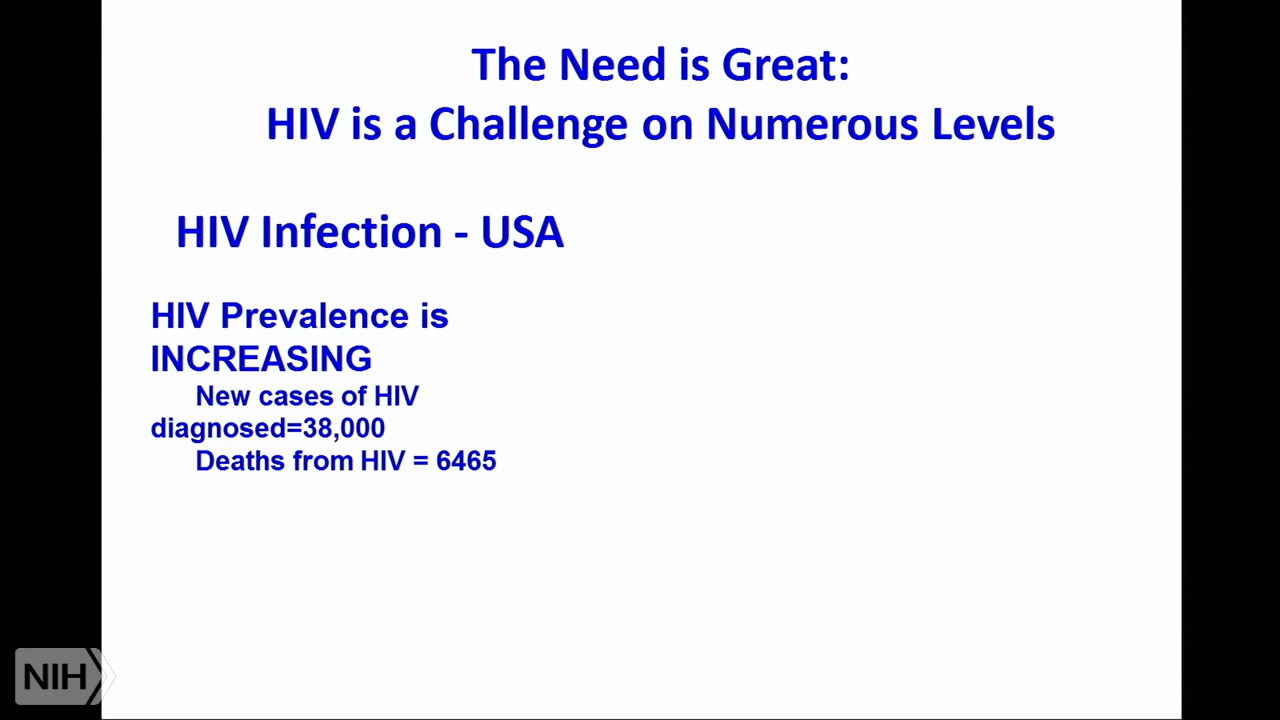 The Need is Great:
HIV is a Challenge on Numerous Levels
HIV Infection - USA
HIV Prevalence is
INCREASING
New cases of HIV
diagnosed=38,000
Deaths from HIV = 6465
NIH